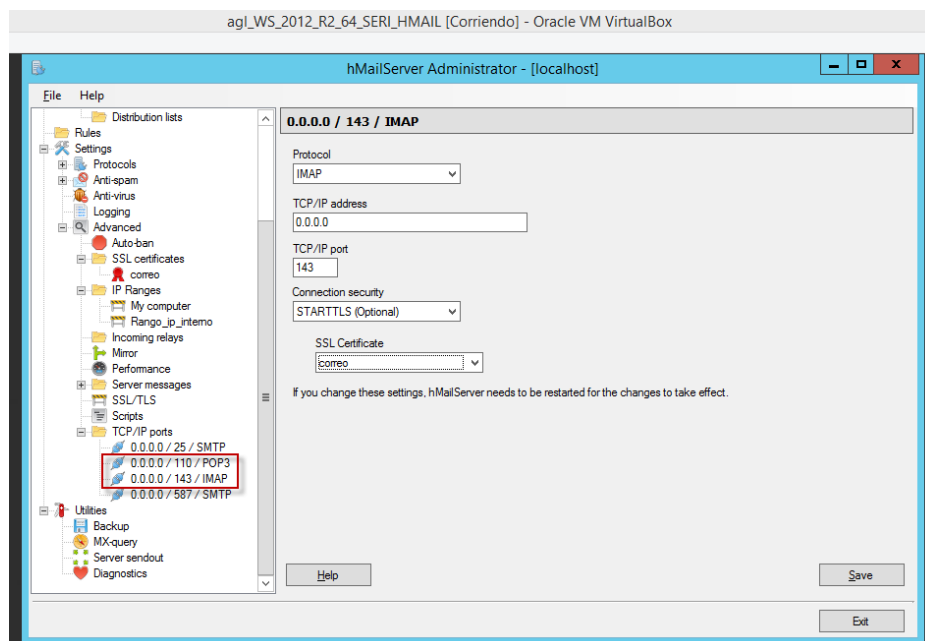 agl_WS_2012_R2_64_SERI_HMAIL [Corriendo] - Oracle VM VirtualBox
hMailServer Administrator - [localhost]
File Help
Distribution lists
Rules
Settings
Protocols
Anti-spam
Anti-virus
Logging
Advanced
Auto-ban
SSL certificates
correo
IP Ranges
My computer
Rango_ip_interno
Incoming relays
Mirror
Performance
Server messages
SSL/TLS
Scripts
TCP/IP ports
0.0.0.0 / 25 / SMTP
0.0.0.0 / 110 / POP3
0.0.0.0 / 143 / IMAP
0.0.0.0 / 587 / SMTP
Utilities
Backup
MX-query
Server sendout
Diagnostics
0.0.0.0 / 143 / IMAP
Protocol
IMAP
TCP/IP address
0.0.0.0
TCP/IP port
143
Connection security
STARTTLS (Optional)
SSL Certificate
correo
If you change these settings, hMailServer needs to be restarted for the changes to take effect.
Help
Save
Exit